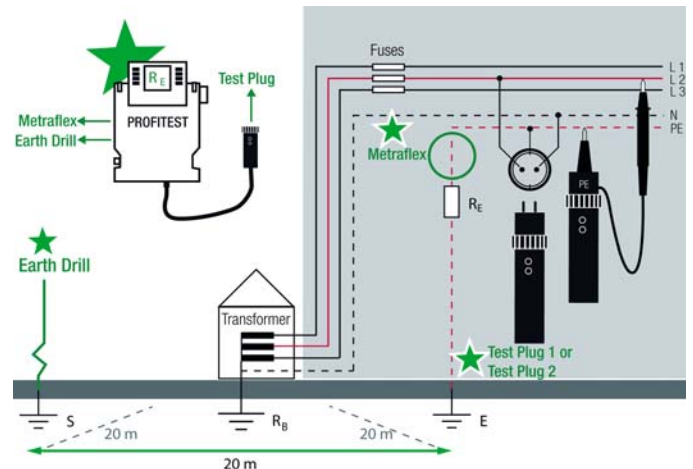 Fuses
L 1
L 2
L 3
N
PE
R E
Test Plug
PROFITEST
Metraflex
Earth Drill
Metraflex
R E
PE
Earth Drill
Transformer
Test Plug 1 or
Test Plug 2
S
R B
E
20 m
20 m
20 m